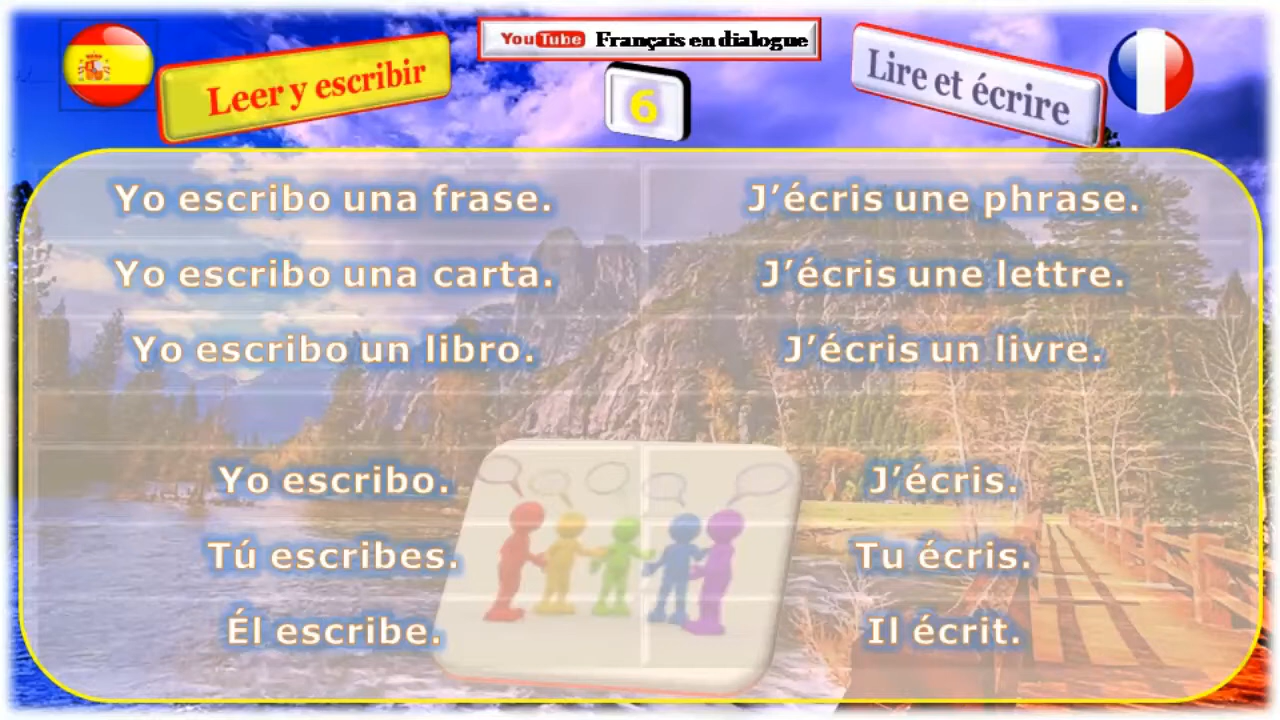 YouTube Français en dialogue
Leer y escribir
6
Lire et écrire
Yo escribo una frase. J’écris une phrase.
Yo escribo una carta. J’écris une lettre.
Yo escribo un libro. J’écris un livre.
Yo escribo. J’écris.
Tú escribes. Tu écris.
Él escribe. Il écrit.